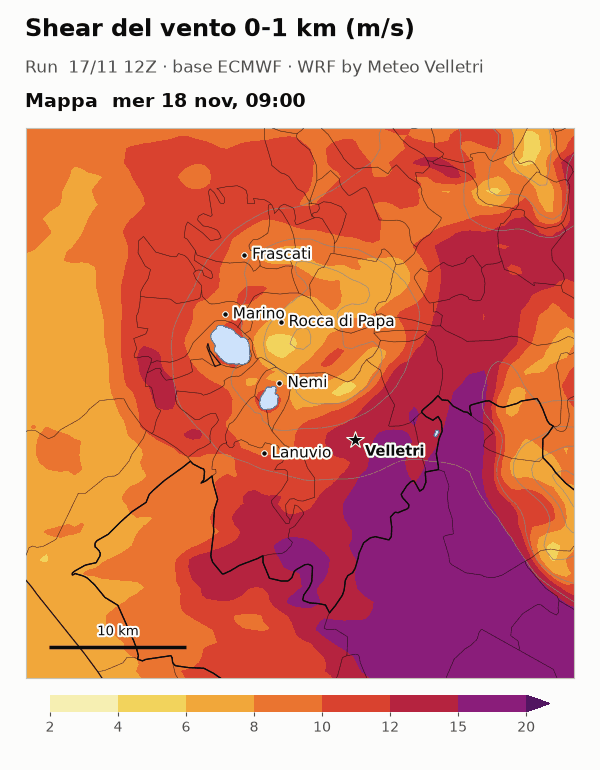 Shear del vento 0-1 km (m/s)
Run  17/11 12Z · base ECMWF · WRF by Meteo Velletri
Mappa  mer 18 nov, 09:00
Frascati
Marino
Rocca di Papa
Nemi
Velletri
Lanuvio
10 km
2 4 6 8 10 12 15 20